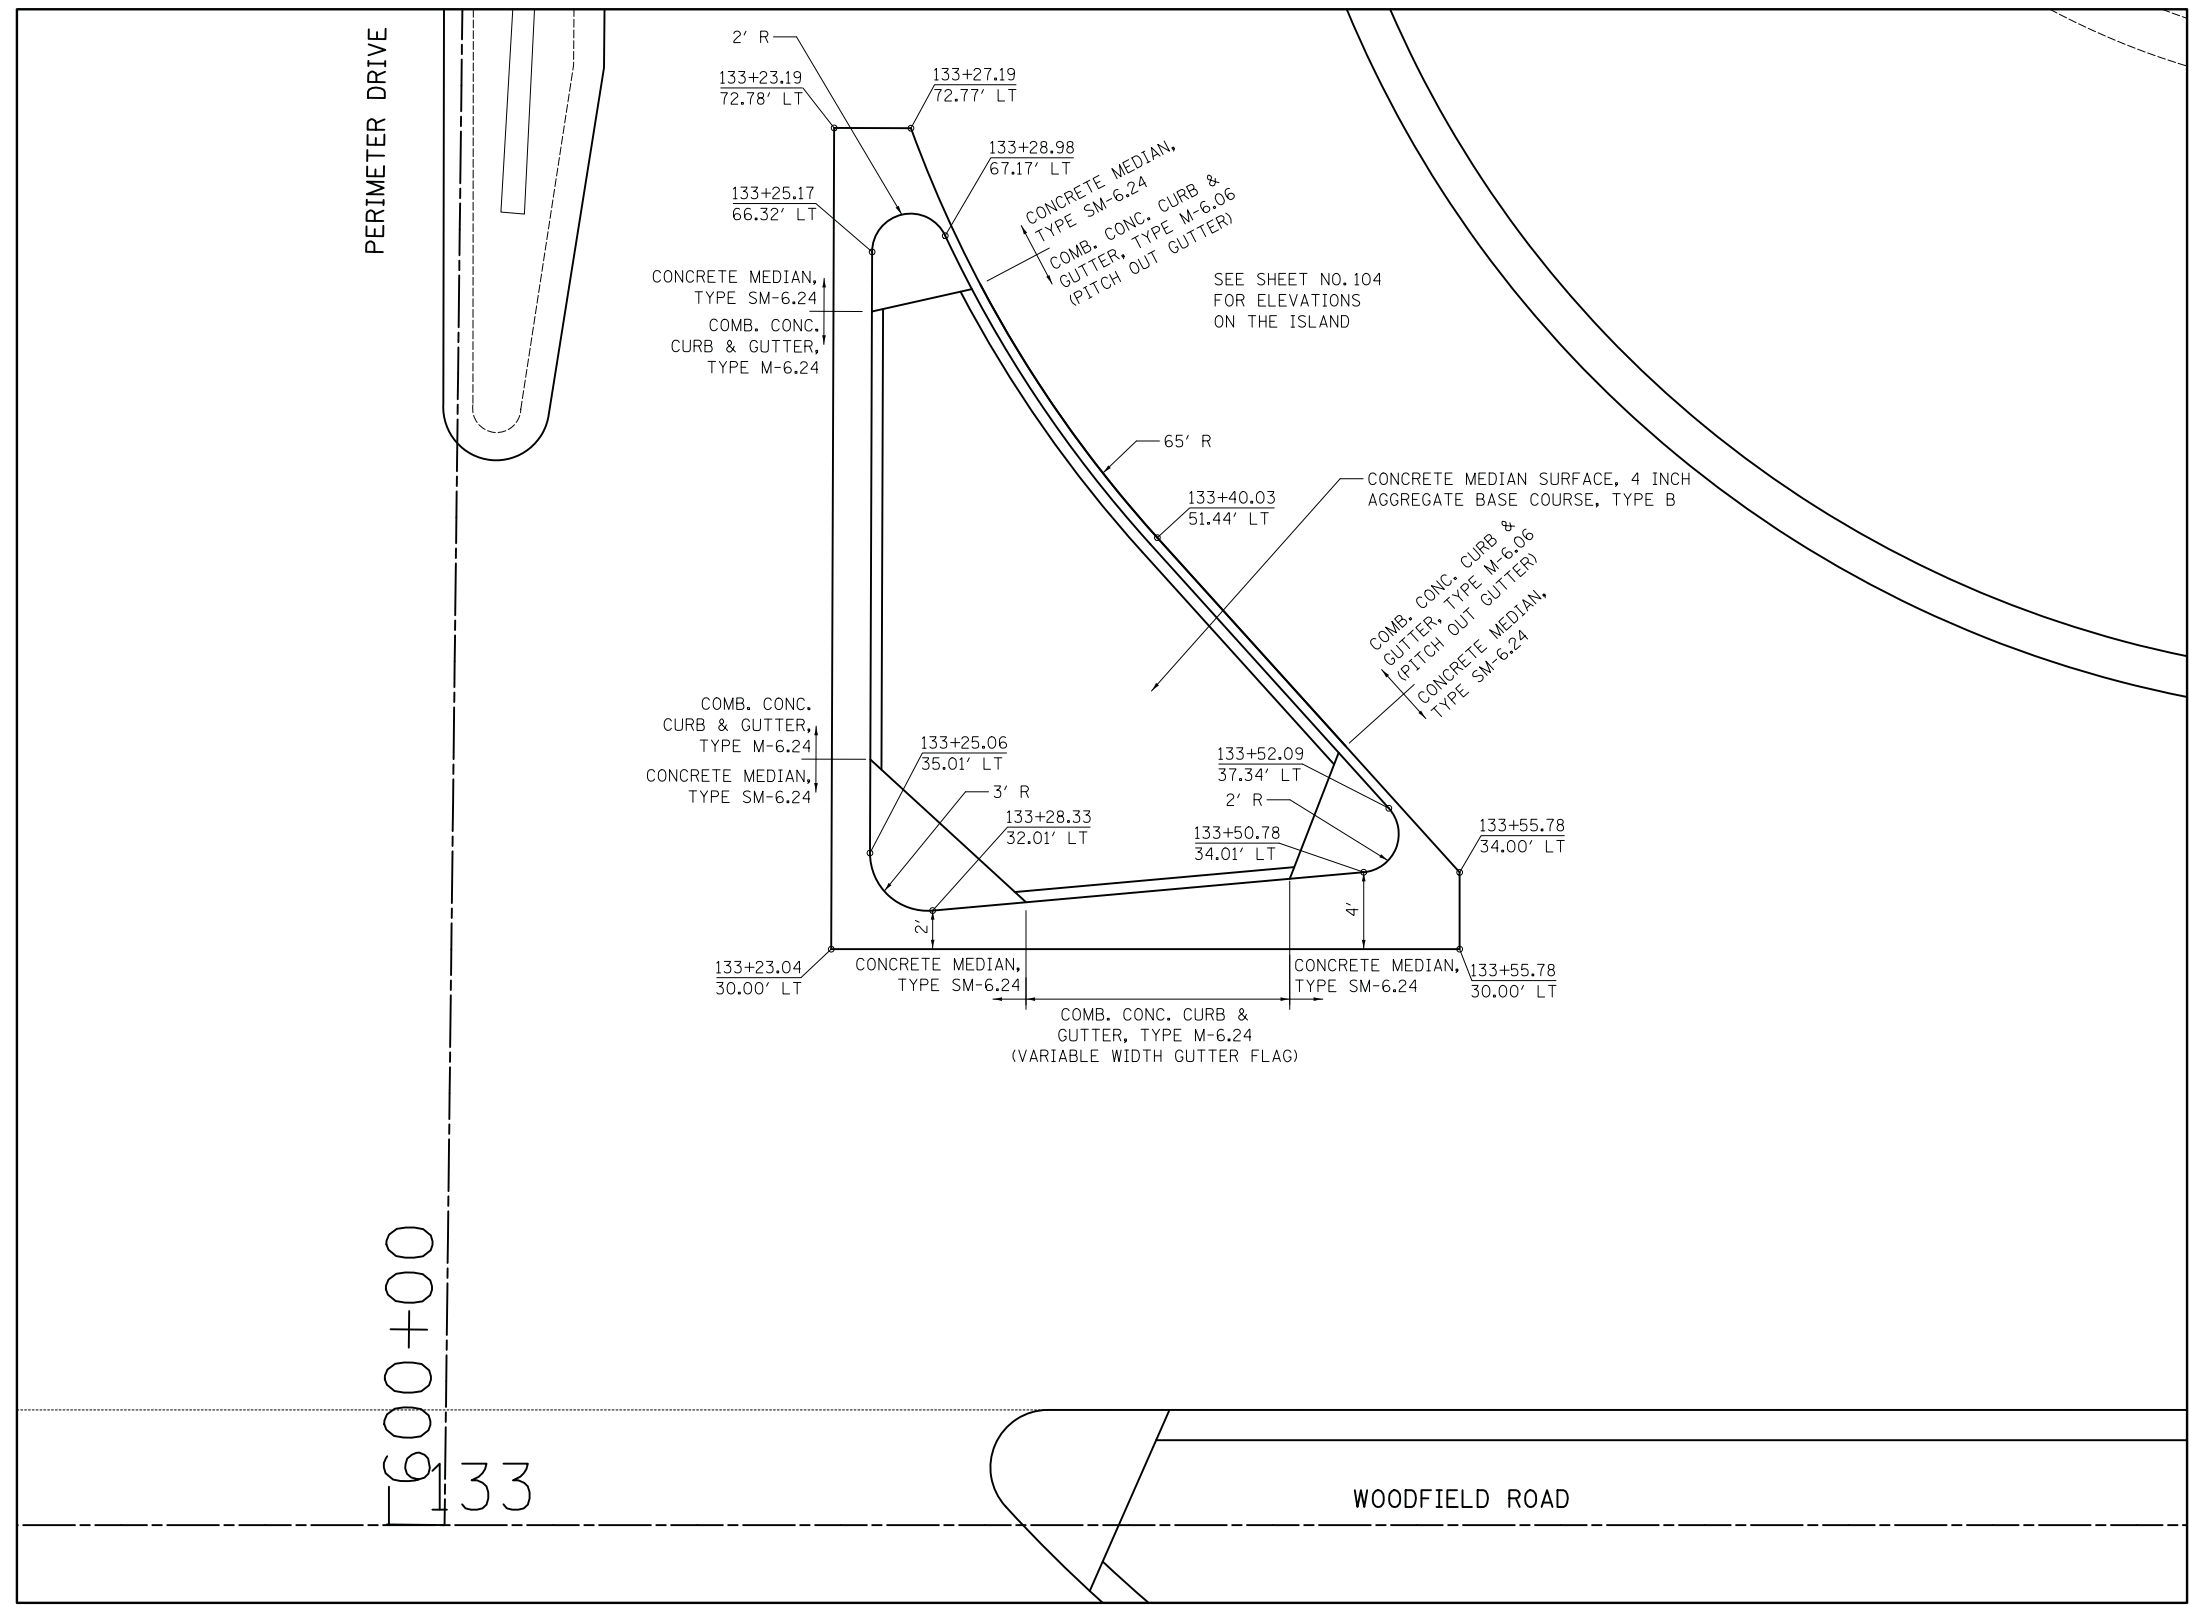 PERIMETER DRIVE
2' R
133+23.19
72.78' LT
133+27.19
72.77' LT
133+28.98
67.17' LT
133+25.17
66.32' LT
CONCRETE MEDIAN,
TYPE SM-6.24
COMB. CONC. CURB &
GUTTER, TYPE M-6.06
(PITCH OUT GUTTER)
CONCRETE MEDIAN,
TYPE SM-6.24
COMB. CONC.
CURB & GUTTER,
TYPE M-6.24
SEE SHEET NO. 104
FOR ELEVATIONS
ON THE ISLAND
65' R
133+40.03
51.44' LT
CONCRETE MEDIAN SURFACE, 4 INCH
AGGREGATE BASE COURSE, TYPE B
COMB. CONC. CURB &
GUTTER, TYPE M-6.06
(PITCH OUT GUTTER)
CONCRETE MEDIAN,
TYPE SM-6.24
COMB. CONC.
CURB & GUTTER,
TYPE M-6.24
CONCRETE MEDIAN,
TYPE SM-6.24
133+25.06
35.01' LT
3' R
133+28.33
32.01' LT
133+52.09
37.34' LT
2' R
133+50.78
34.01' LT
133+55.78
34.00' LT
2'
4'
133+23.04
30.00' LT
CONCRETE MEDIAN,
TYPE SM-6.24
CONCRETE MEDIAN,
TYPE SM-6.24
133+55.78
30.00' LT
COMB. CONC. CURB &
GUTTER, TYPE M-6.24
(VARIABLE WIDTH GUTTER FLAG)
600+00
133
WOODFIELD ROAD